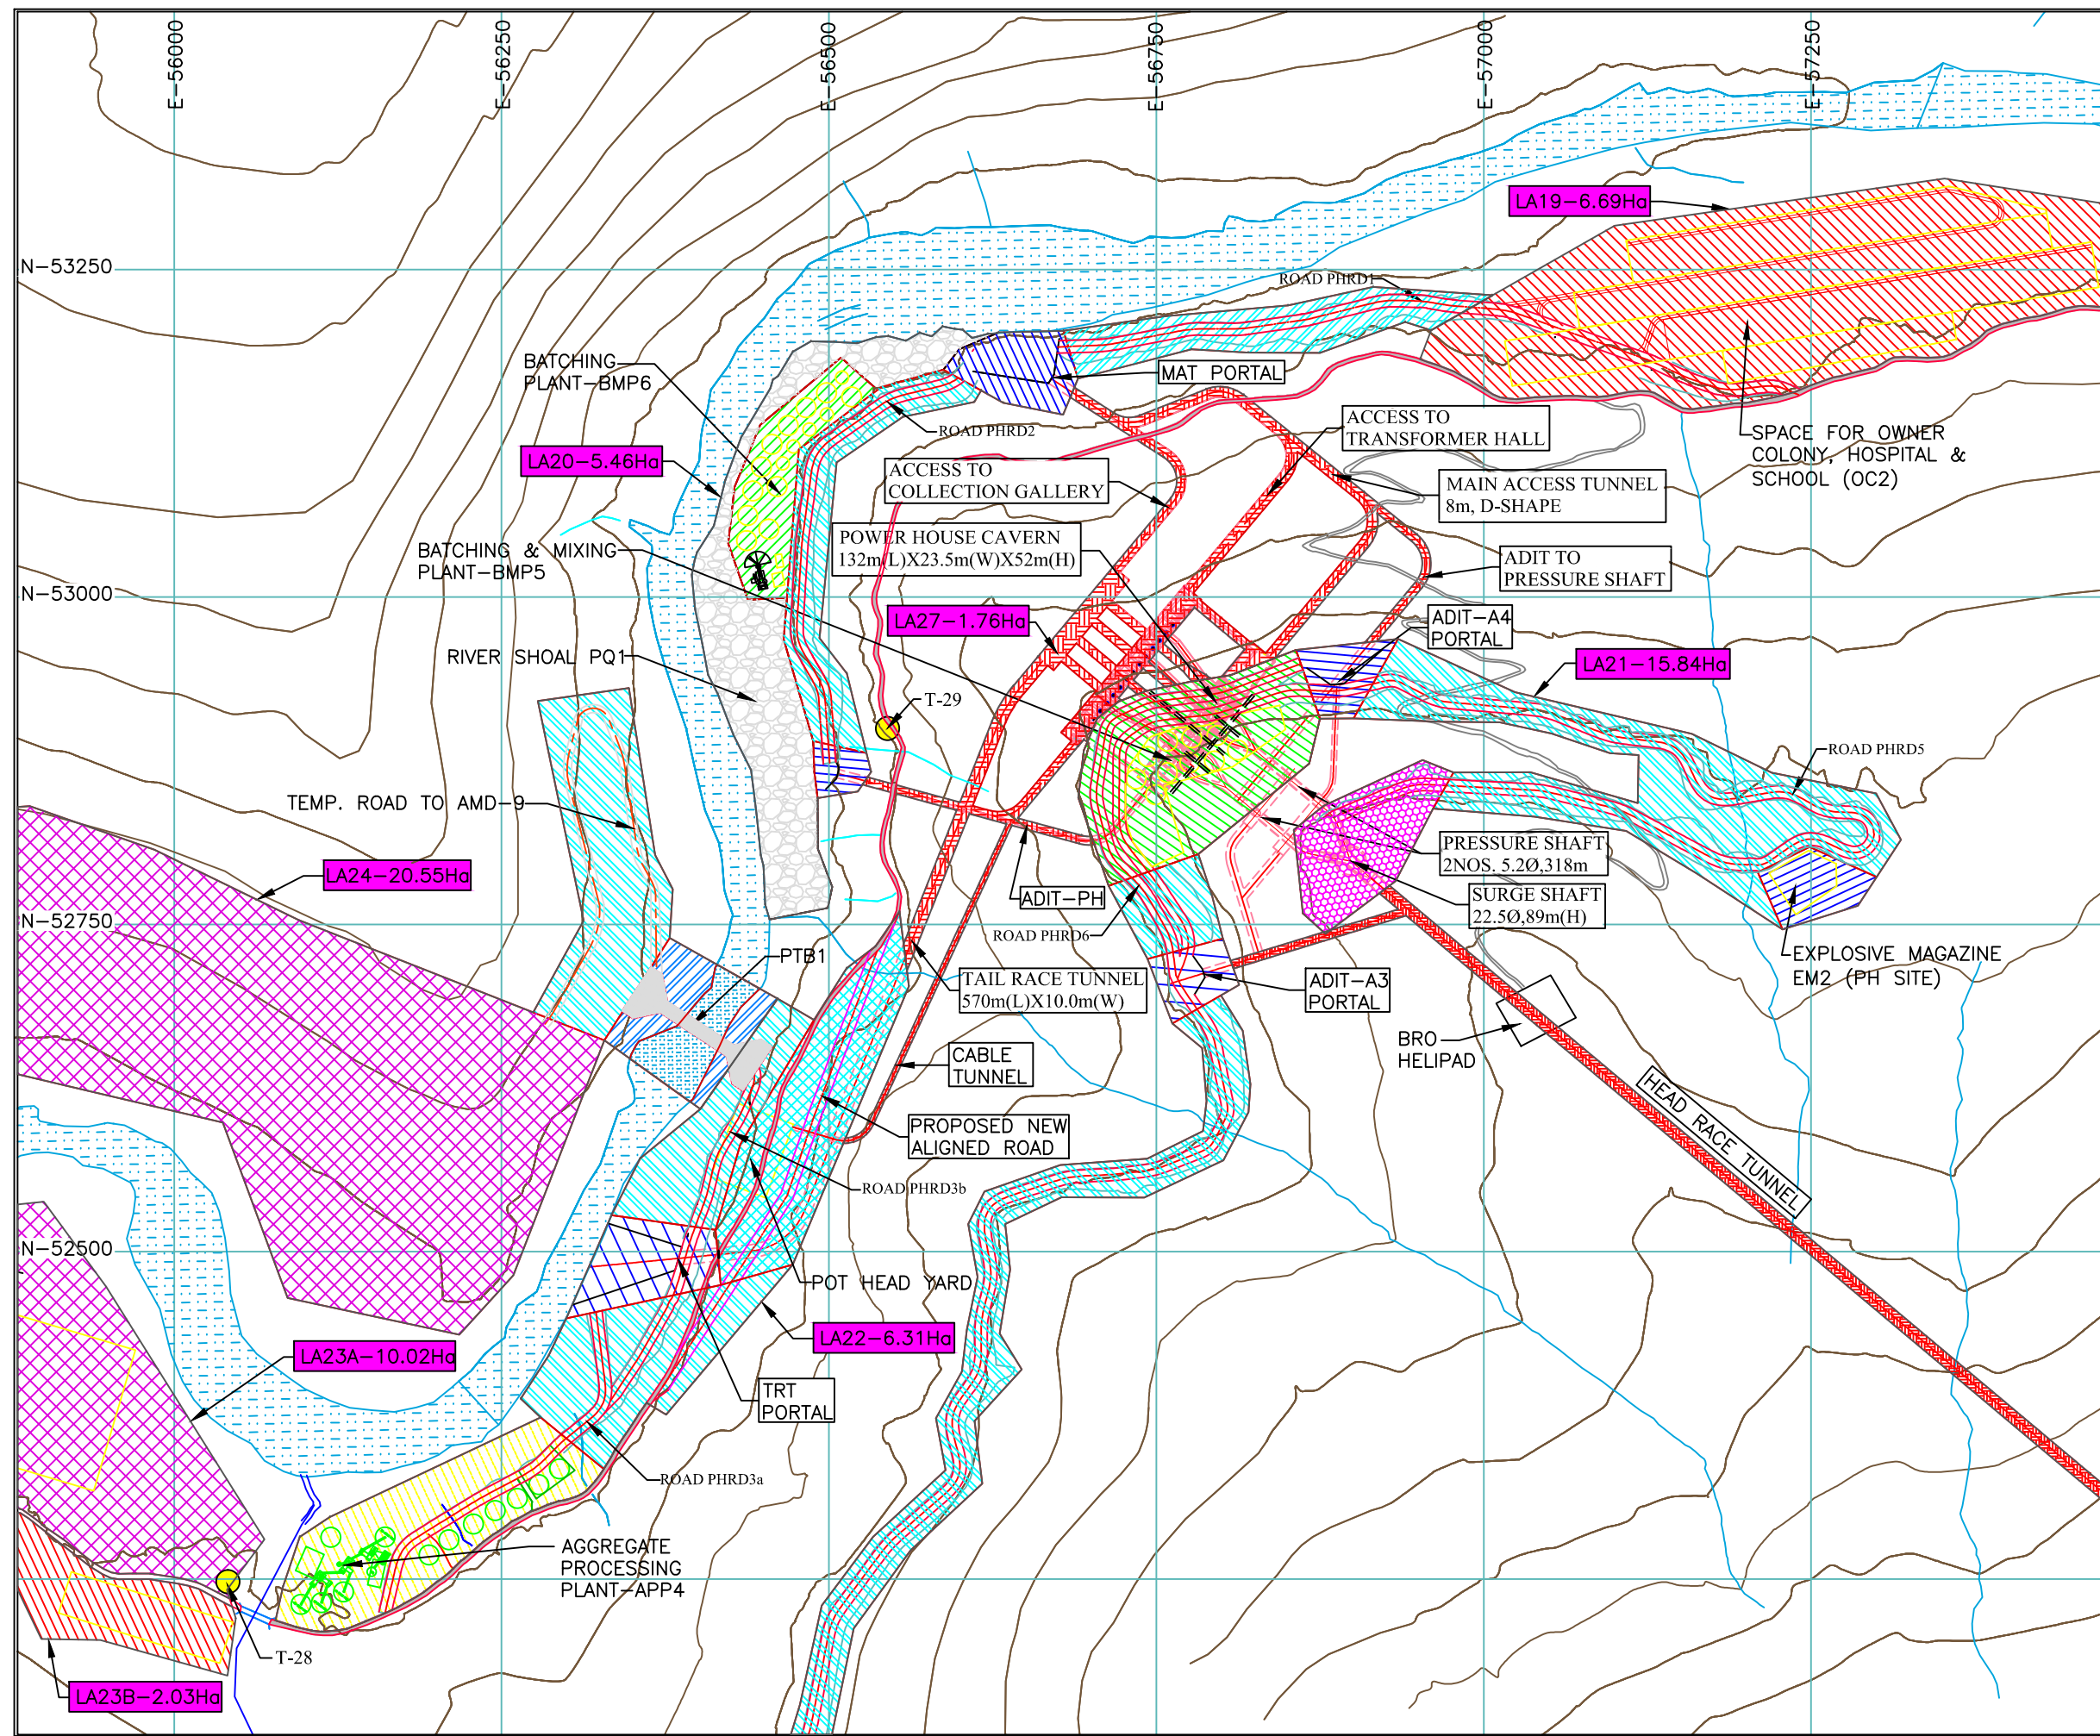 E-56000
E-56250
E-56500
E-56750
E-57000
E-57250
LA19-6.69Ha
N-53250
ROAD PHRD1
BATCHING
PLANT-BMP6
MAT PORTAL
ROAD PHRD2
ACCESS TO
TRANSFORMER HALL
SPACE FOR OWNER
COLONY, HOSPITAL &
SCHOOL (OC2)
LA20-5.46Ha
ACCESS TO
COLLECTION GALLERY
MAIN ACCESS TUNNEL
8m, D-SHAPE
POWER HOUSE CAVERN
132m(L)X23.5m(W)X52m(H)
BATCHING & MIXING
PLANT-BMP5
ADIT TO
PRESSURE SHAFT
N-53000
LA27-1.76Ha
ADIT-A4
PORTAL
RIVER SHOAL PQ1
LA21-15.84Ha
T-29
ROAD PHRD5
TEMP. ROAD TO AMD-9
PRESSURE SHAFT
2NOS. 5.2Ø,318m
LA24-20.55Ha
ADIT-PH
SURGE SHAFT
22.5Ø,89m(H)
N-52750
ROAD PHRD6
PTB1
EXPLOSIVE MAGAZINE
EM2 (PH SITE)
TAIL RACE TUNNEL
570m(L)X10.0m(W)
ADIT-A3
PORTAL
BRO
HELIPAD
CABLE
TUNNEL
HEAD RACE TUNNEL
PROPOSED NEW
ALIGNED ROAD
ROAD PHRD3b
N-52500
POT HEAD YARD
LA22-6.31Ha
LA23A-10.02Ha
TRT
PORTAL
ROAD PHRD3a
AGGREGATE
PROCESSING
PLANT-APP4
T-28
LA23B-2.03Ha